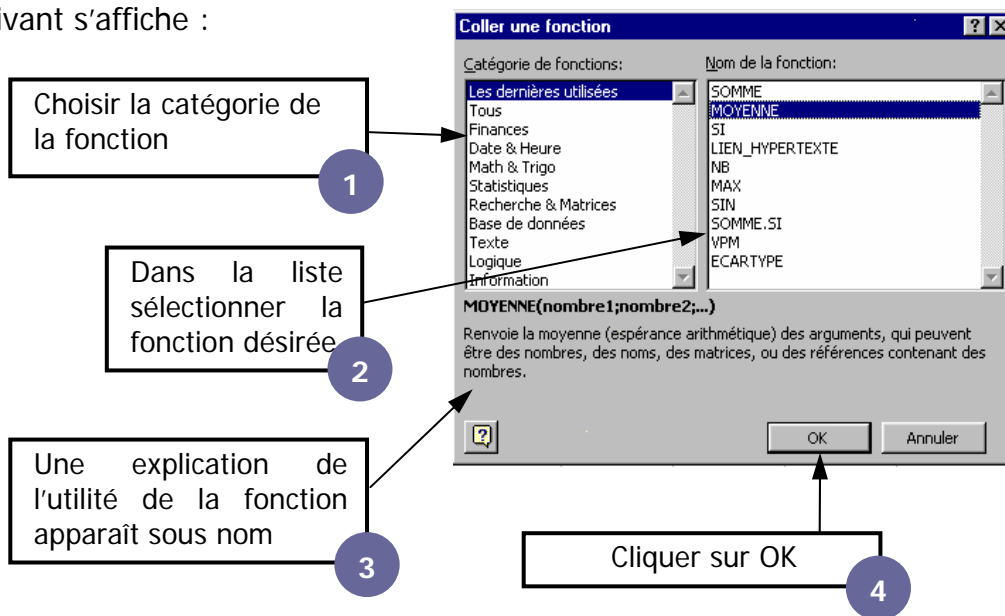 ivant s'affiche :
Choisir la catégorie de
la fonction
1
Dans la liste
sélectionner la
fonction désirée
2
Une explication de
l'utilité de la fonction
apparaît sous nom
3
Coller une fonction
Catégorie de fonctions:
Les dernières utilisées
Tous
Finances
Date & Heure
Math & Trigo
Statistiques
Recherche & Matrices
Base de données
Texte
Logique
Information
Nom de la fonction:
SOMME
MOYENNE
SI
LIEN_HYPERTEXTE
NB
MAX
SIN
SOMME.SI
VPM
ECARTYPE
MOYENNE(nombre1;nombre2;...)
Renvoie la moyenne (espérance arithmétique) des arguments, qui peuvent
être des nombres, des noms, des matrices, ou des références contenant des
nombres.
OK
Annuler
Cliquer sur OK
4